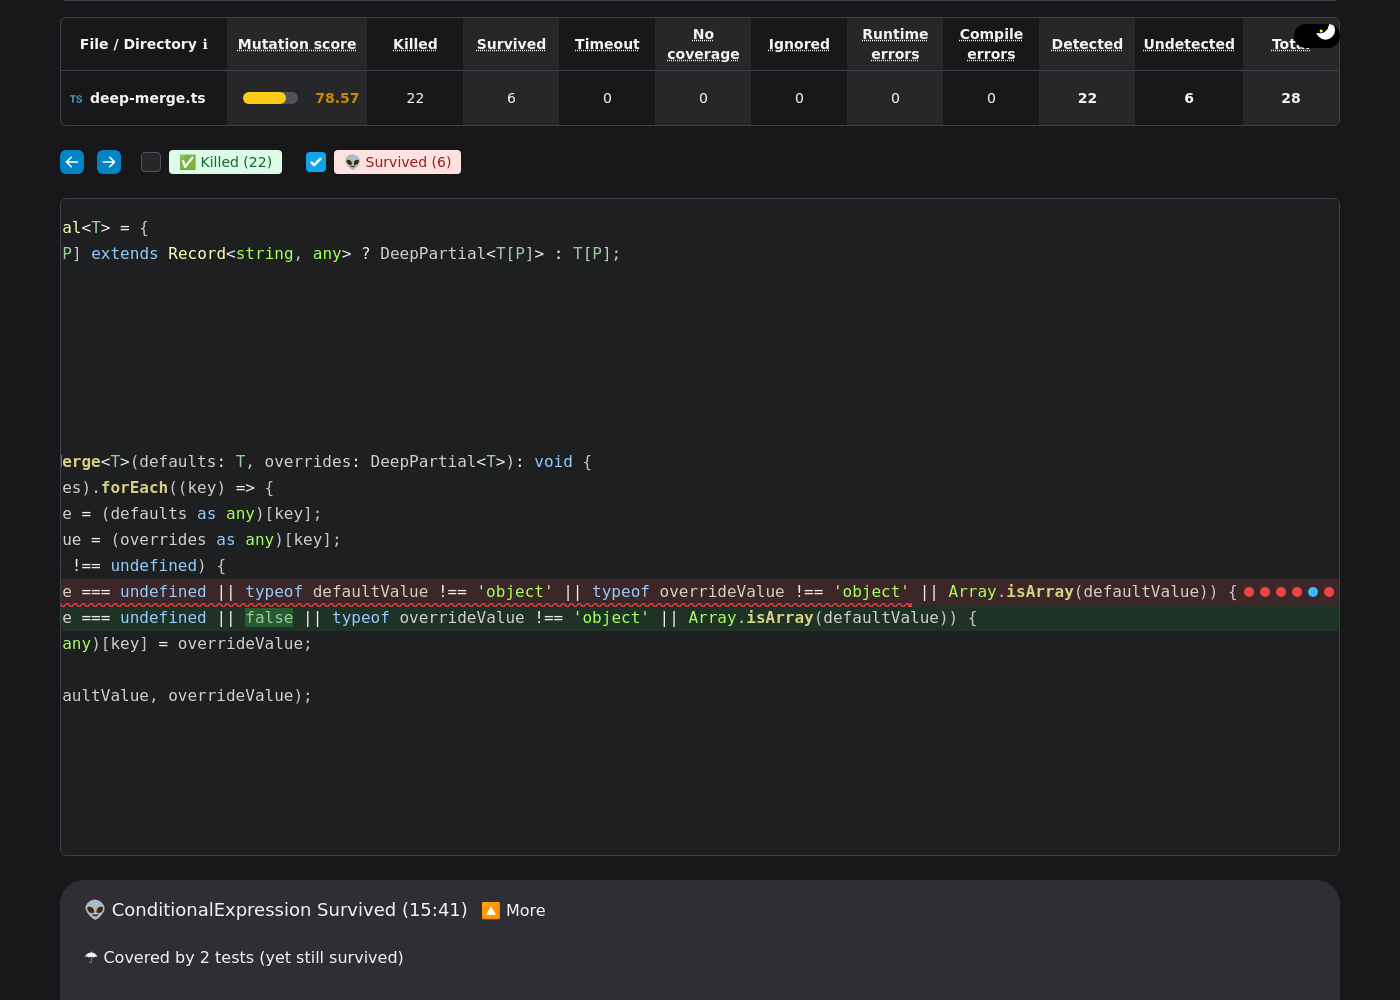 File / Directory ℹ Mutation score Killed Survived Timeout No coverage Ignored Runtime errors Compile errors Detected Undetected
TS deep-merge.ts 78.57 22 6 0 0 0 0 0 22 6 28
✅ Killed (22) 👽 Survived (6)
al<T> = {
P] extends Record<string, any> ? DeepPartial<T[P]> : T[P];
erge<T>(defaults: T, overrides: DeepPartial<T>): void {
es).forEach((key) => {
e = (defaults as any)[key];
ue = (overrides as any)[key];
!== undefined) {
e === undefined || typeof defaultValue !== 'object' || typeof overrideValue !== 'object' || Array.isArray(defaultValue)) {
e === undefined || false || typeof overrideValue !== 'object' || Array.isArray(defaultValue)) {
any)[key] = overrideValue;
aultValue, overrideValue);
👽 ConditionalExpression Survived (15:41) 🔼 More
☂ Covered by 2 tests (yet still survived)